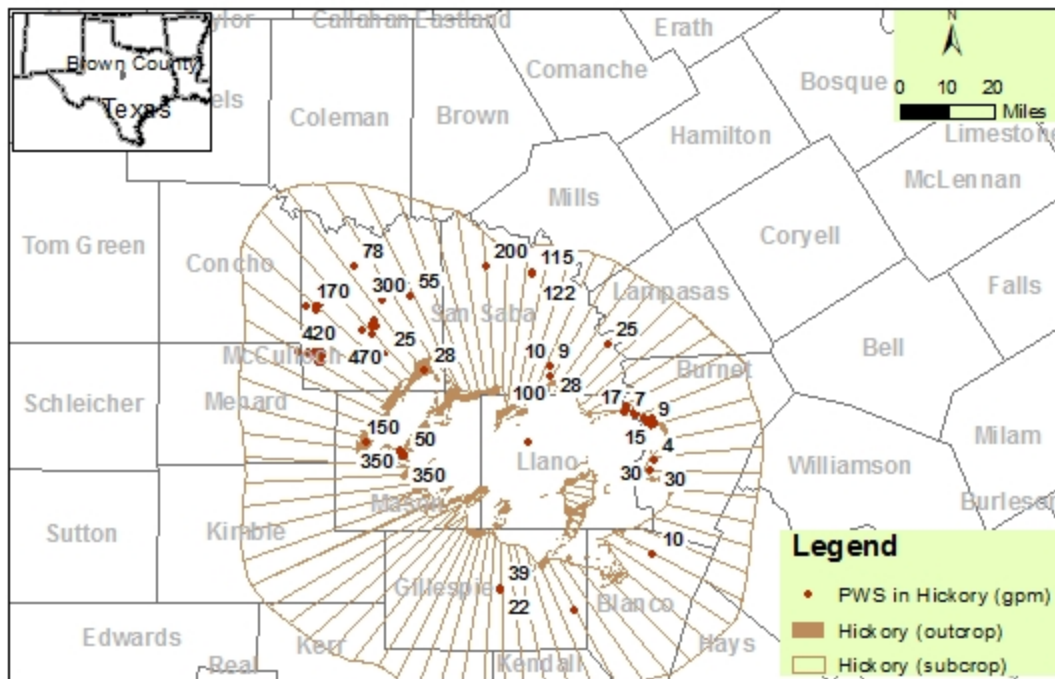 Taylor
Callahan
Eastland
Erath
Brown County
Texas
Comanche
Bosque
N
0 10 20
Miles
Coleman
Brown
Hamilton
Limestone
McLennan
Mills
Tom Green
Concho
Coryell
78
200
115
170
300
55
122
Lampasas
Falls
San Saba
420
25
25
McCulloch
470
28
10
9
Bell
Burnet
28
Schleicher
Menard
100
17
7
9
150
50
15
4
Milam
350
350
Llano
30
30
Williamson
Mason
Burleson
Sutton
Kimble
10
Legend
39
Gillespie
22
Blanco
PWS in Hickory (gpm)
Edwards
Kerr
Hays
Hickory (outcrop)
Real
Kendall
Hickory (subcrop)